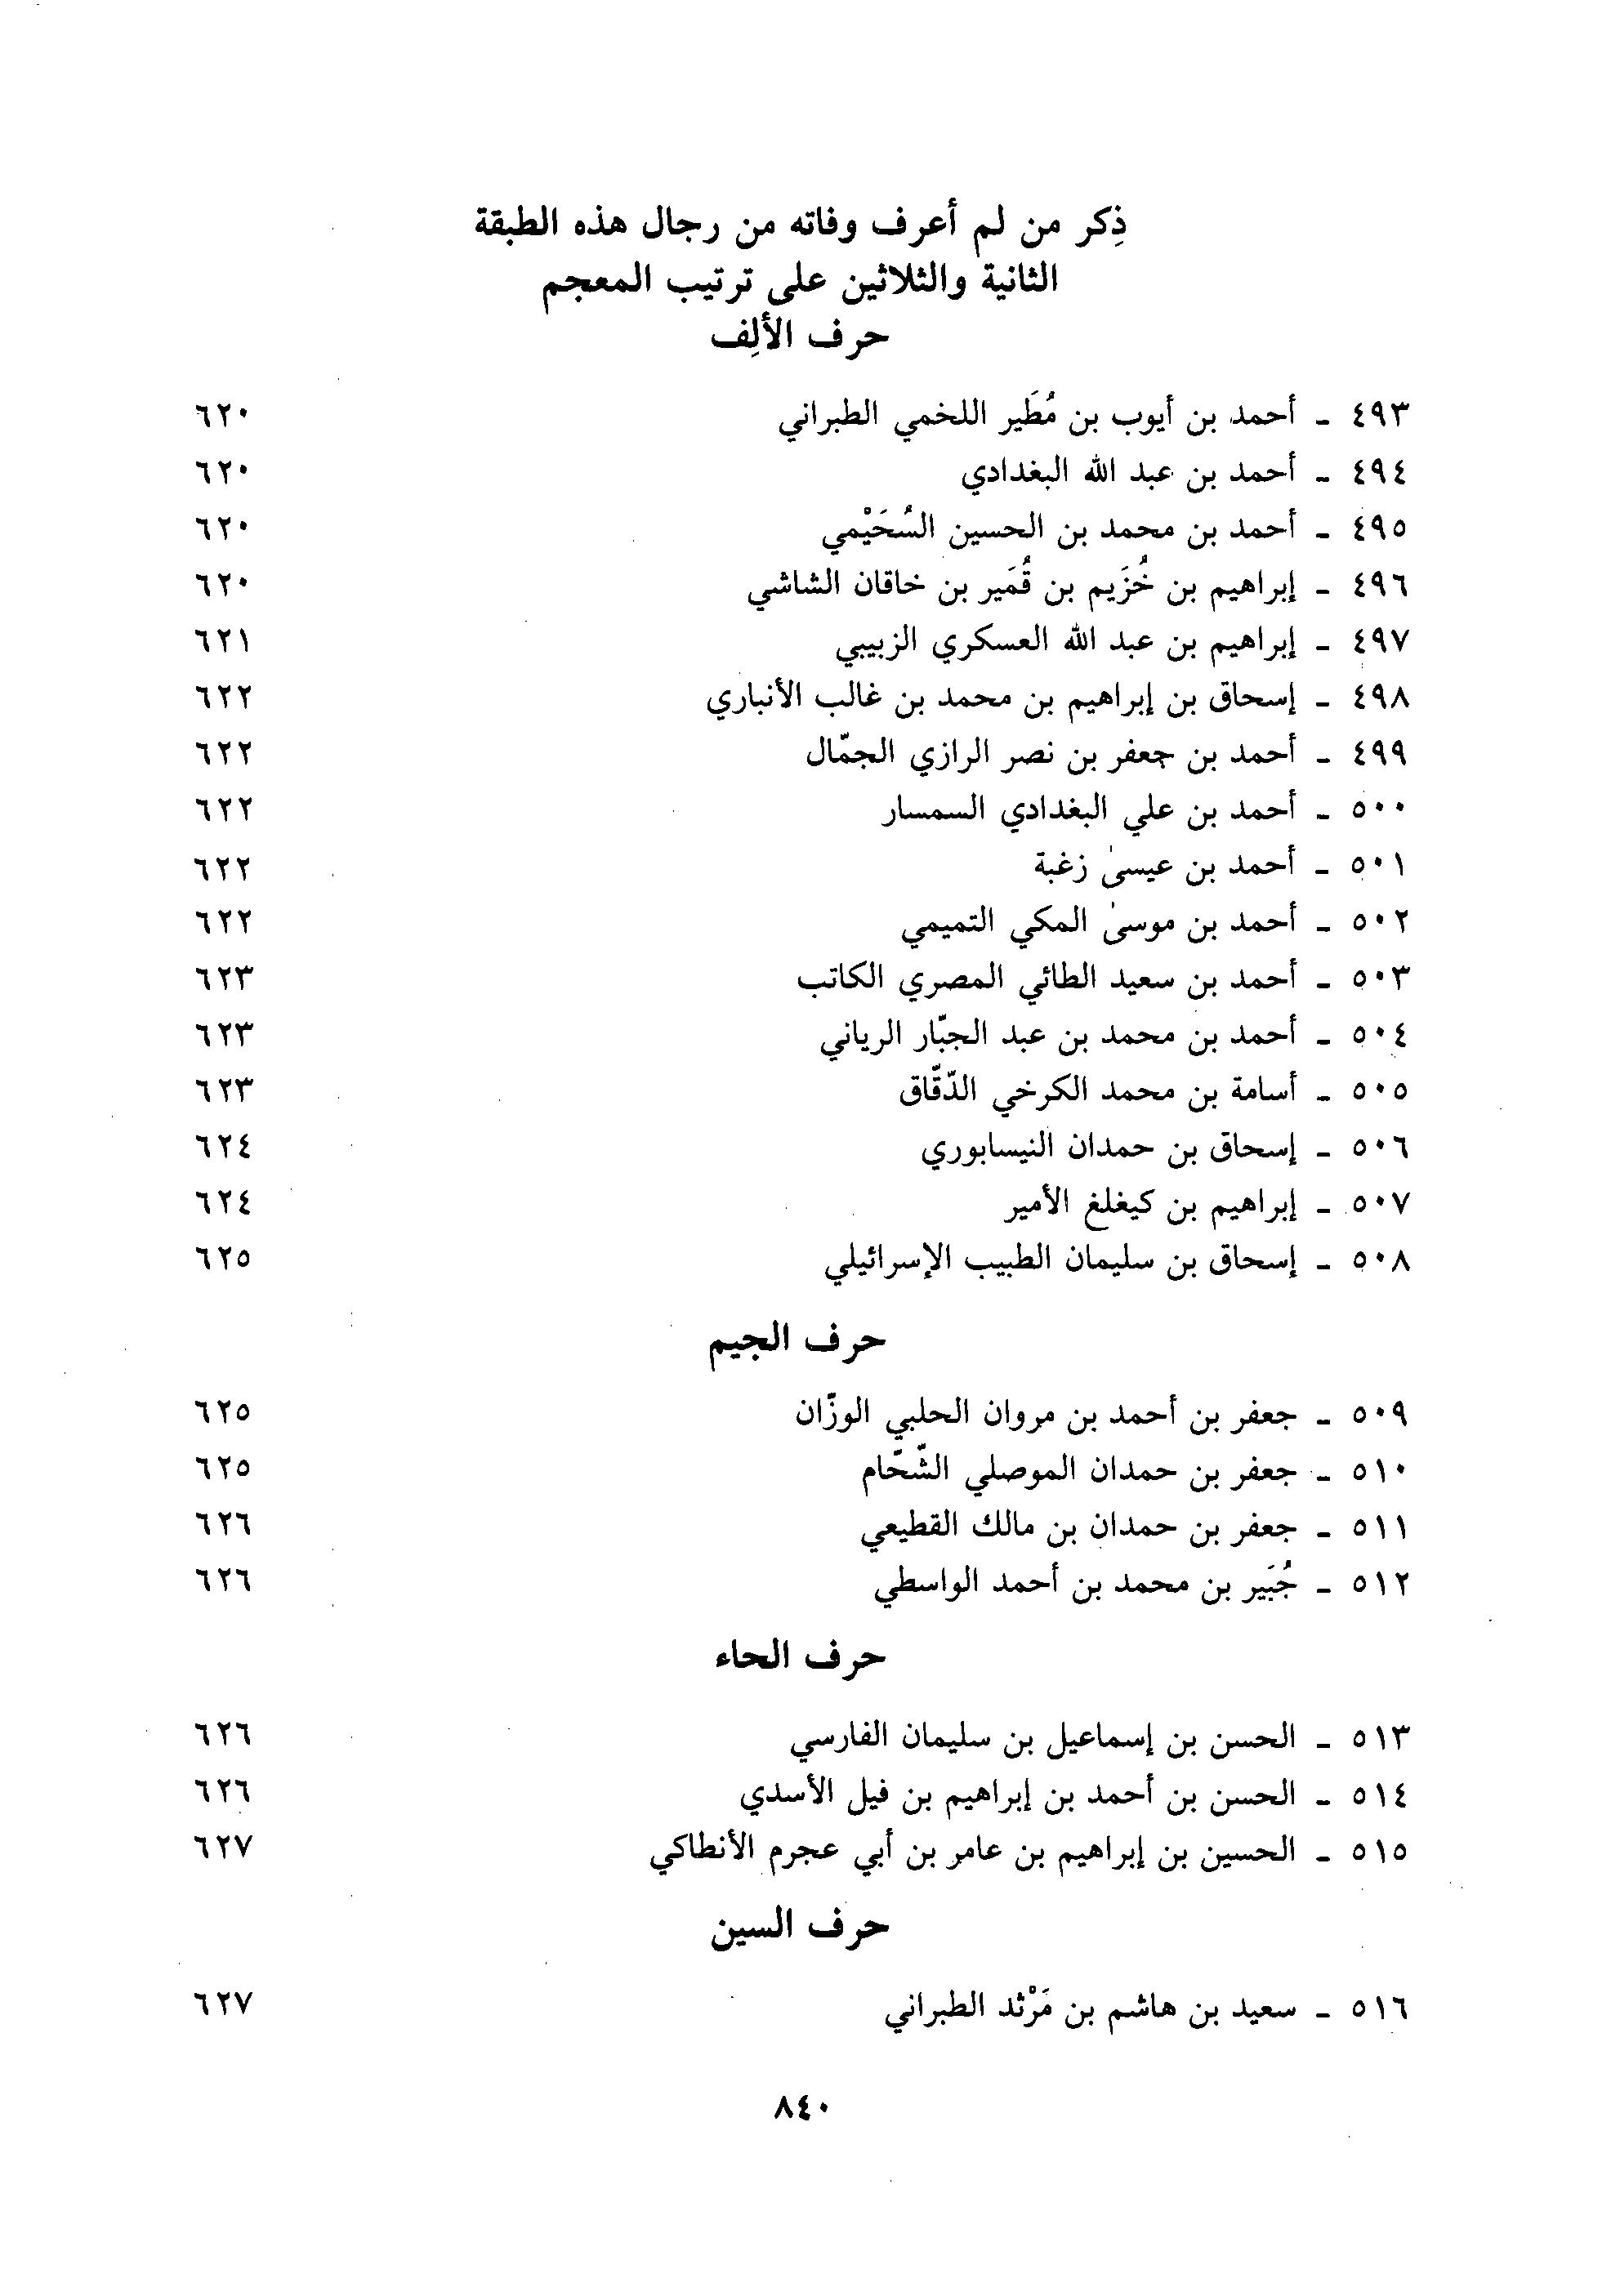 ذِكر من لم أعرف وفاته من رجال هذه الطبقة
الثانية والثلاثين على ترتيب المعجم
حرف الألِف
٤٩٣ ـ أحمد بن أيوب بن مُطَير اللخمي الطبراني ٦٢٠
٤٩٤ ـ أحمد بن عبد الله البغدادي ٦٢٠
٤٩٥ ـ أحمد بن محمد بن الحسين السُحَيْمي ٦٢٠
٤٩٦ ـ إبراهيم بن خُزَيم بن قُمَير بن خاقان الشاشي ٦٢٠
٤٩٧ ـ إبراهيم بن عبد الله العسكري الزبيبي ٦٢١
٤٩٨ ـ إسحاق بن إبراهيم بن محمد بن غالب الأنباري ٦٢٢
٤٩٩ ـ أحمد بن جعفر بن نصر الرازي الجمّال ٦٢٢
٥٠٠ ـ أحمد بن علي البغدادي السمسار ٦٢٢
٥٠١ ـ أحمد بن عيسىٰ زغبة ٦٢٢
٥٠٢ ـ أحمد بن موسىٰ المكي التميمي ٦٢٢
٥٠٣ ـ أحمد بن سعيد الطائي المصري الكاتب ٦٢٣
٥٠٤ ـ أحمد بن محمد بن عبد الجبّار الرياني ٦٢٣
٥٠٥ ـ أسامة بن محمد الكرخي الدّقّاق ٦٢٣
٥٠٦ ـ إسحاق بن حمدان النيسابوري ٦٢٤
٥٠٧ ـ إبراهيم بن كيغلغ الأمير ٦٢٤
٥٠٨ ـ إسحاق بن سليمان الطبيب الإسرائيلي ٦٢٥
حرف الجيم
٥٠٩ ـ جعفر بن أحمد بن مروان الحلبي الوزّان ٦٢٥
٥١٠ ـ جعفر بن حمدان الموصلي الشّحّام ٦٢٥
٥١١ ـ جعفر بن حمدان بن مالك القطيعي ٦٢٦
٥١٢ ـ جُبَير بن محمد بن أحمد الواسطي ٦٢٦
حرف الحاء
٥١٣ ـ الحسن بن إسماعيل بن سليمان الفارسي ٦٢٦
٥١٤ ـ الحسن بن أحمد بن إبراهيم بن فيل الأسدي ٦٢٦
٥١٥ ـ الحسين بن إبراهيم بن عامر بن أبي عجرم الأنطاكي ٦٢٧
حرف السين
٥١٦ ـ سعيد بن هاشم بن مَرْثد الطبراني ٦٢٧
٨٤٠